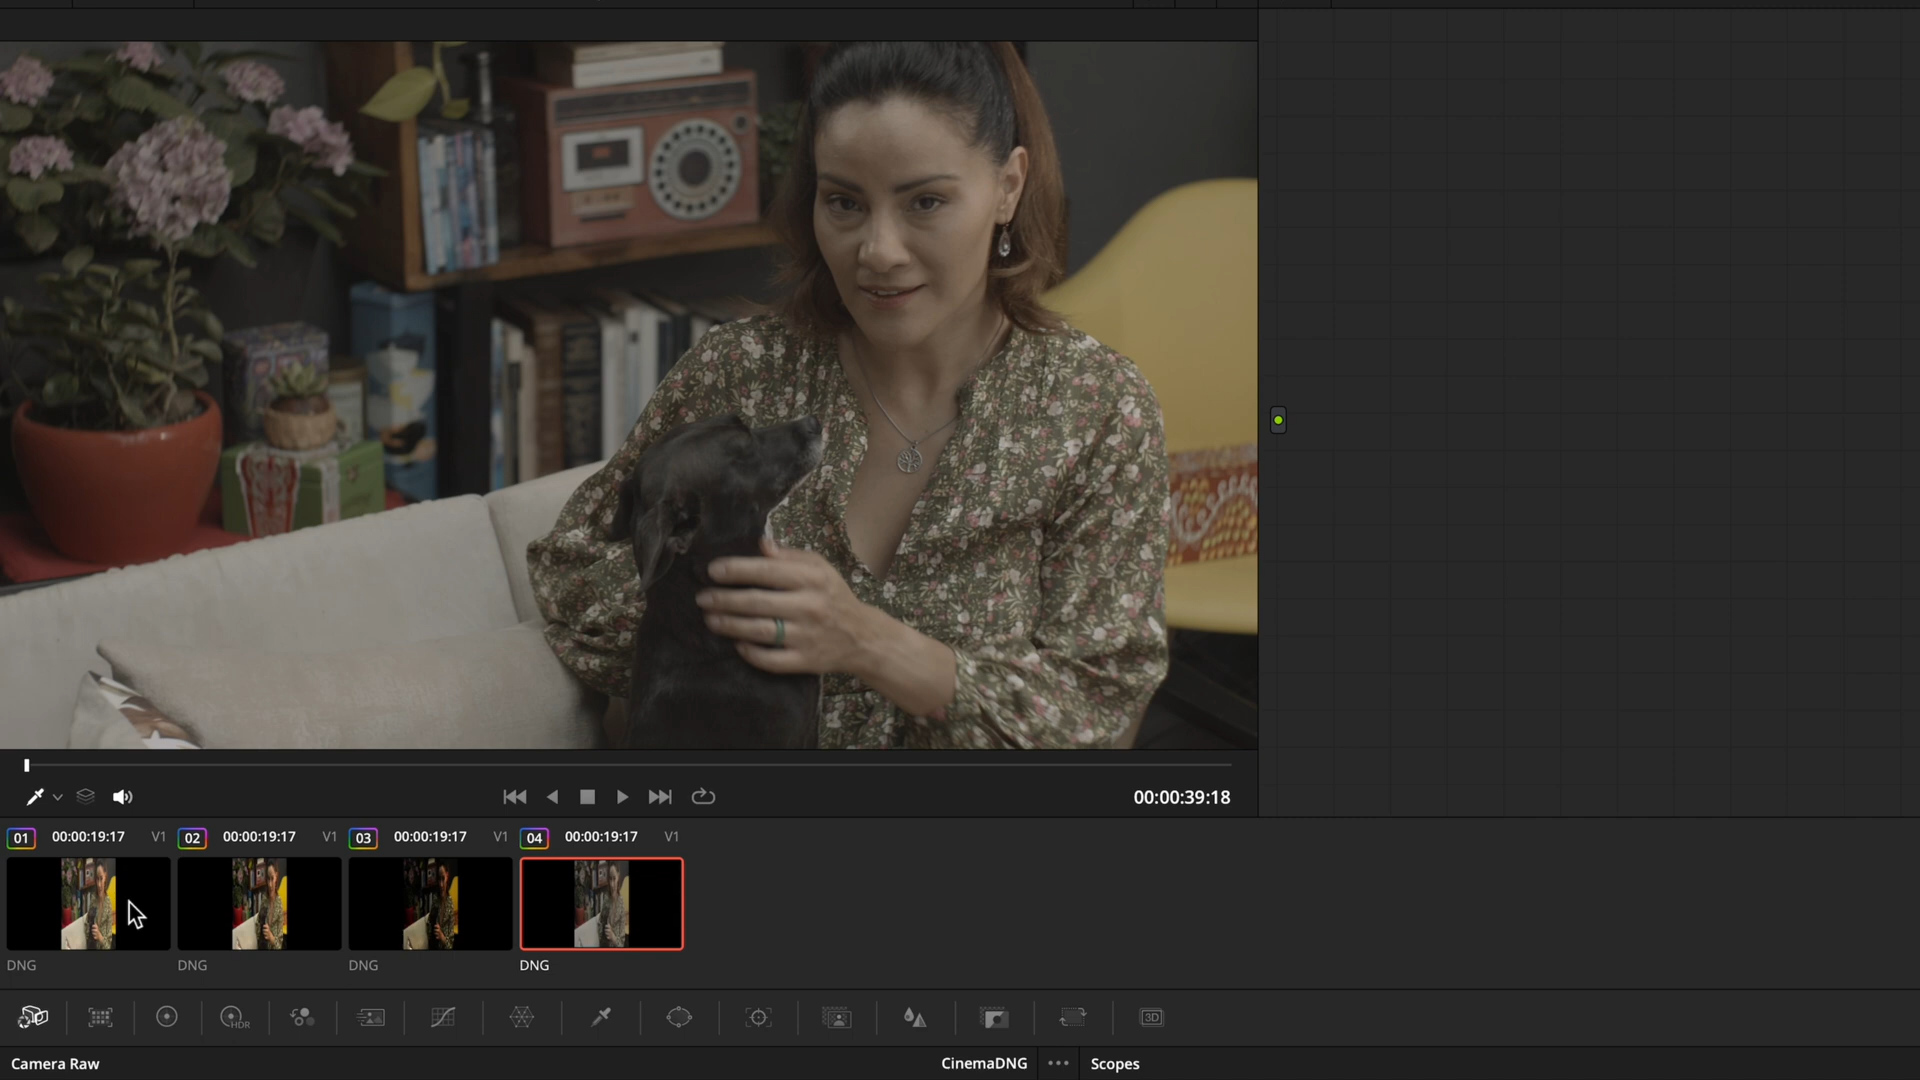 00:00:39:18
01 00:00:19:17 V1 02 00:00:19:17 V1 03 00:00:19:17 V1 04 00:00:19:17 V1
DNG DNG DNG DNG
HDR 3D
Camera Raw CinemaDNG ••• Scopes